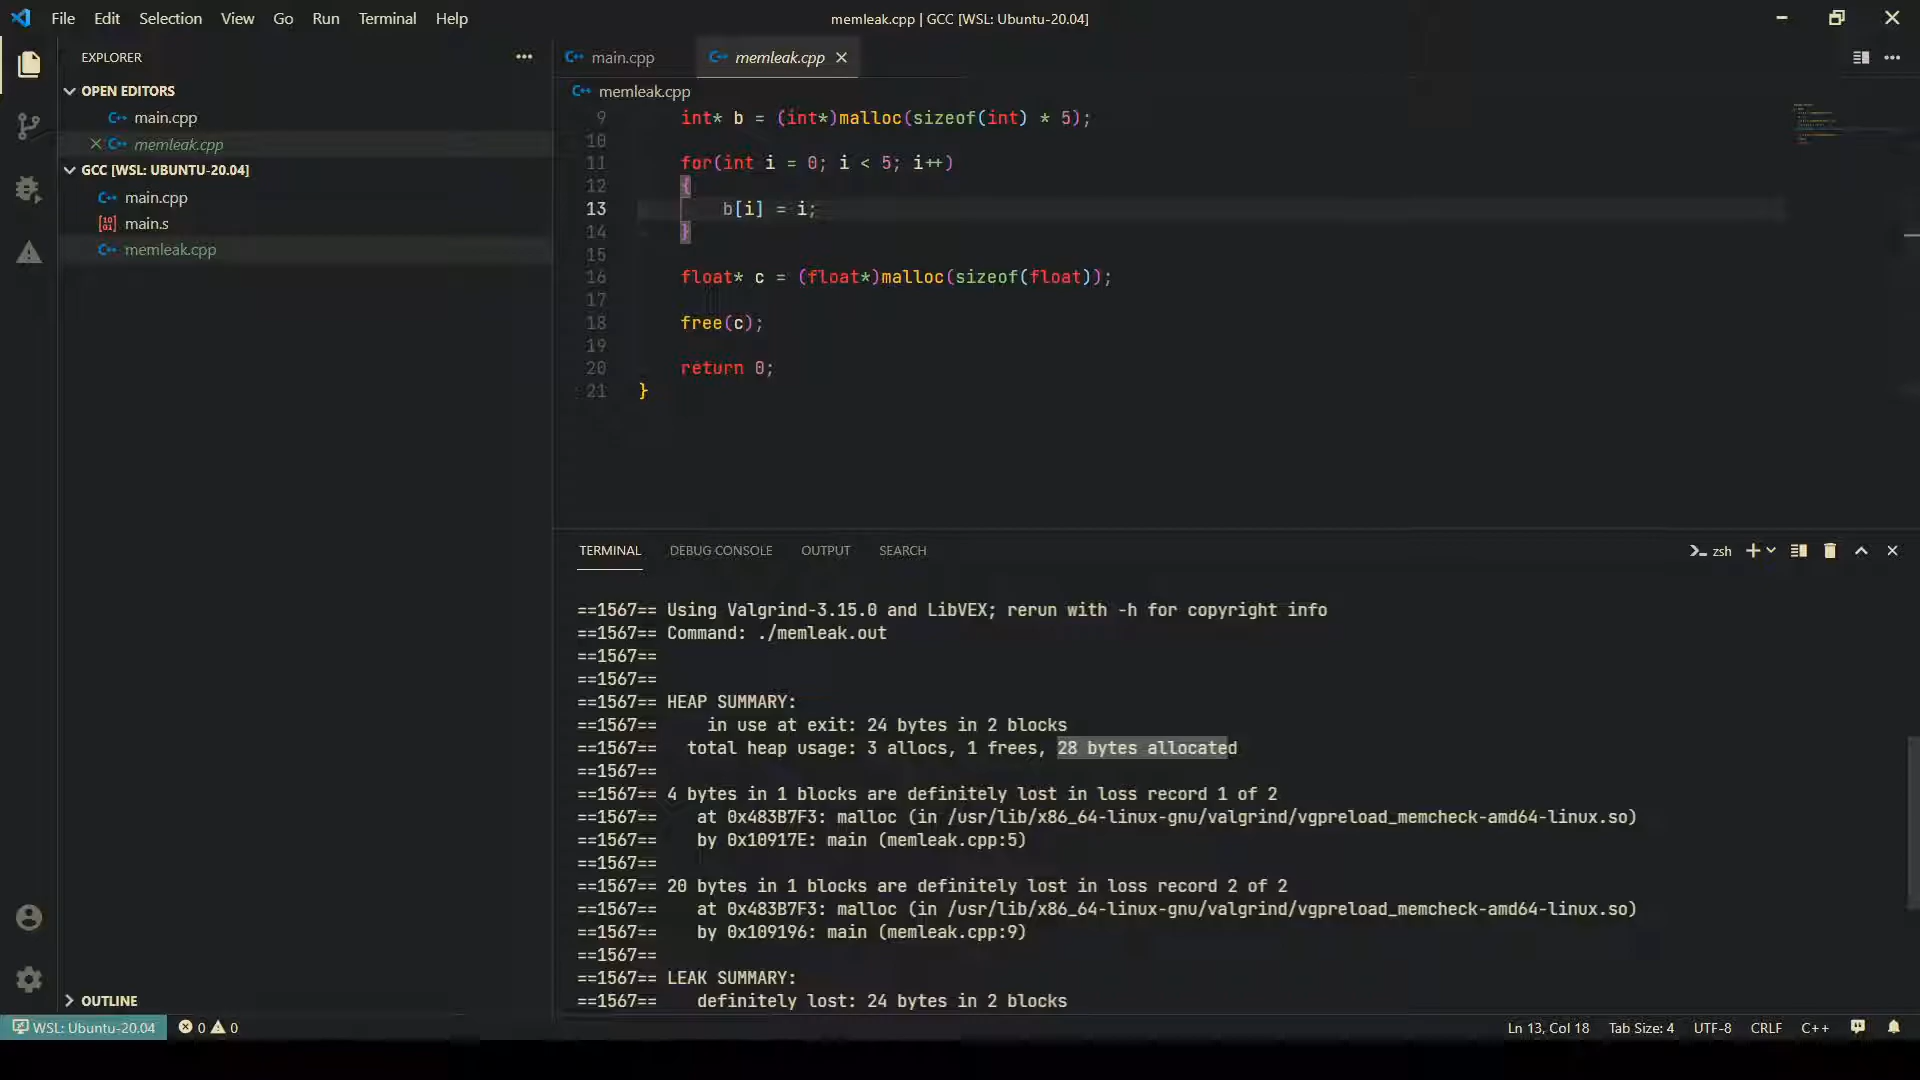 File Edit Selection View Go Run Terminal Help
memleak.cpp | GCC [WSL: Ubuntu-20.04]
EXPLORER
OPEN EDITORS
main.cpp
memleak.cpp
GCC [WSL: UBUNTU-20.04]
main.cpp
main.s
memleak.cpp
OUTLINE
main.cpp memleak.cpp
memleak.cpp
9 int* b = (int*)malloc(sizeof(int) * 5);
10
11 for(int i = 0; i < 5; i++)
12 {
13 b[i] = i;
14 }
15
16 float* c = (float*)malloc(sizeof(float));
17
18 free(c);
19
20 return 0;
21 }
TERMINAL DEBUG CONSOLE OUTPUT SEARCH
zsh
==1567== Using Valgrind-3.15.0 and LibVEX; rerun with -h for copyright info
==1567== Command: ./memleak.out
==1567==
==1567==
==1567== HEAP SUMMARY:
==1567== in use at exit: 24 bytes in 2 blocks
==1567== total heap usage: 3 allocs, 1 frees, 28 bytes allocated
==1567==
==1567== 4 bytes in 1 blocks are definitely lost in loss record 1 of 2
==1567== at 0x483B7F3: malloc (in /usr/lib/x86_64-linux-gnu/valgrind/vgpreload_memcheck-amd64-linux.so)
==1567== by 0x10917E: main (memleak.cpp:5)
==1567==
==1567== 20 bytes in 1 blocks are definitely lost in loss record 2 of 2
==1567== at 0x483B7F3: malloc (in /usr/lib/x86_64-linux-gnu/valgrind/vgpreload_memcheck-amd64-linux.so)
==1567== by 0x109196: main (memleak.cpp:9)
==1567==
==1567== LEAK SUMMARY:
==1567== definitely lost: 24 bytes in 2 blocks
WSL: Ubuntu-20.04 0 0 Ln 13, Col 18 Tab Size: 4 UTF-8 CRLF C++